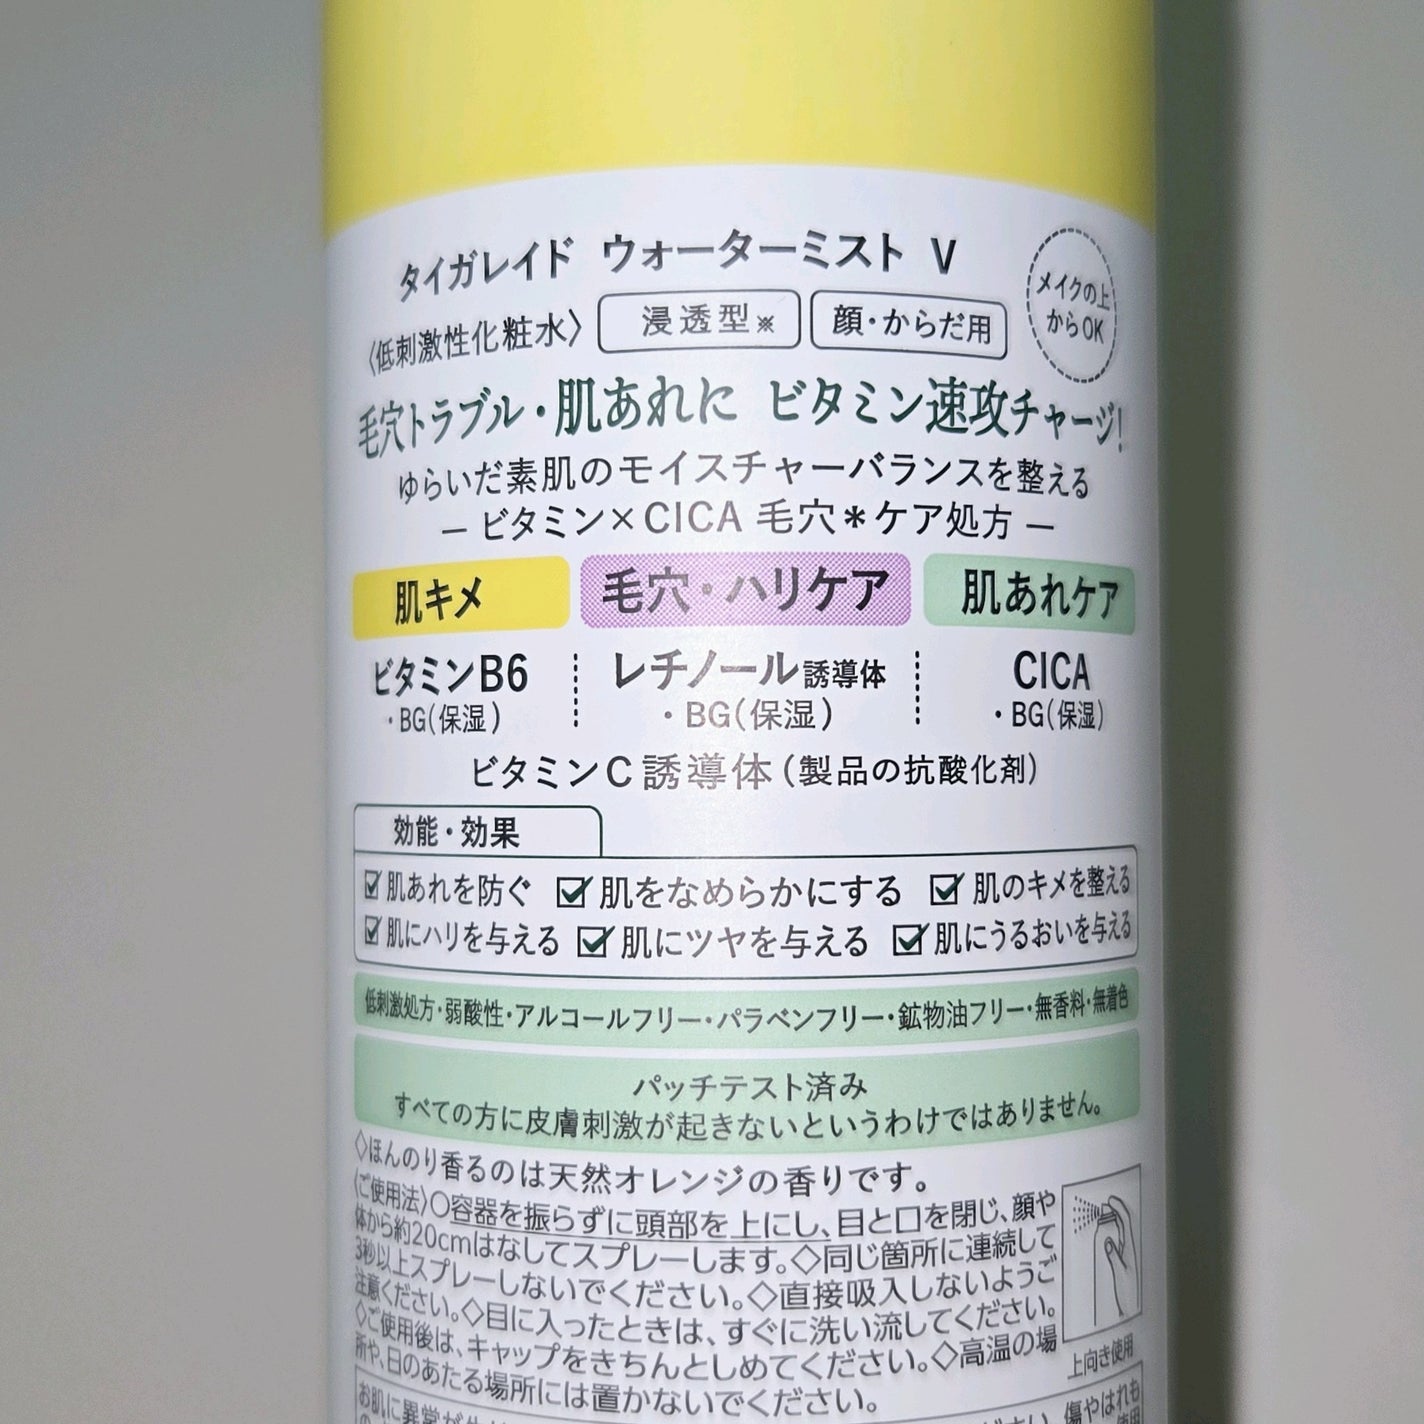 タイガレイド ウォーターミスト V
メイクの上
からOK
〈低刺激性化粧水〉 浸透型※ 顔・からだ用
毛穴トラブル・肌あれに ビタミン速攻チャージ!
ゆらいだ素肌のモイスチャーバランスを整える
― ビタミン×CICA 毛穴＊ケア処方 ―
肌キメ 毛穴・ハリケア 肌あれケア
ビタミンB6 レチノール誘導体 CICA
・BG(保湿) ・BG(保湿) ・BG(保湿)
ビタミンC誘導体(製品の抗酸化剤)
効能・効果
☑肌あれを防ぐ ☑肌をなめらかにする ☑肌のキメを整える
☑肌にハリを与える ☑肌にツヤを与える ☑肌にうるおいを与える
低刺激処方・弱酸性・アルコールフリー・パラベンフリー・鉱物油フリー・無香料・無着色
パッチテスト済み
すべての方に皮膚刺激が起きないというわけではありません。
◇ほんのり香るのは天然オレンジの香りです。
〈ご使用法〉○容器を振らずに頭部を上にし、目と口を閉じ、顔や
体から約20cmはなしてスプレーします。◇同じ箇所に連続して
3秒以上スプレーしないでください。◇直接吸入しないようご
注意ください。◇目に入ったときは、すぐに洗い流してください。
◇ご使用後は、キャップをきちんとしめてください。◇高温の場
所や、日のあたる場所には置かないでください。
上向き使用
お肌に異常が
傷やはれも